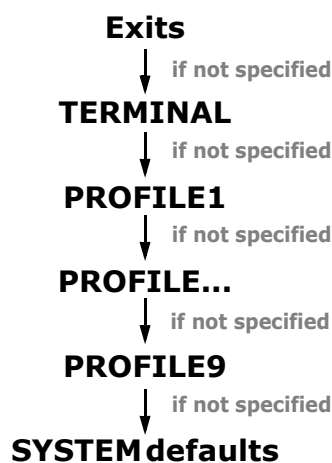 Exits
if not specified
TERMINAL
if not specified
PROFILE1
if not specified
PROFILE...
if not specified
PROFILE9
if not specified
SYSTEM defaults